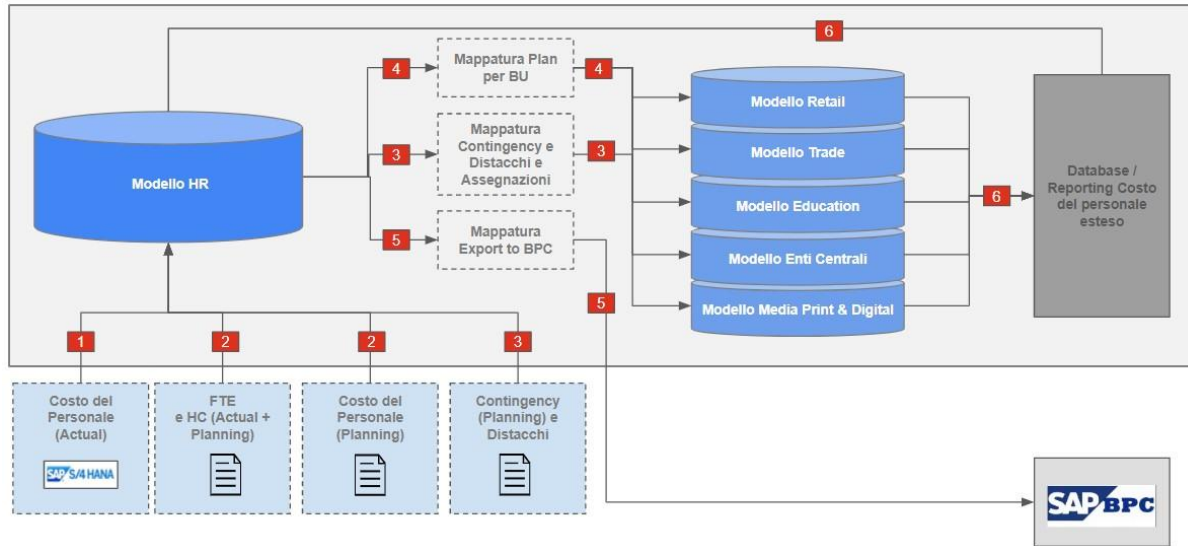 6
4
Mappatura Plan
per BU
4
Modello HR
3
Mappatura
Contingency e
Distacchi e
Assegnazioni
3
5
Mappatura
Export to BPC
5
Modello Retail
Modello Trade
Modello Education
Modello Enti Centrali
Modello Media Print & Digital
6
Database /
Reporting Costo
del personale
esteso
1
2
2
3
Costo del
Personale
(Actual)
SAP S/4HANA
FTE
e HC (Actual +
Planning)
Costo del
Personale
(Planning)
Contingency
(Planning) e
Distacchi
SAP BPC